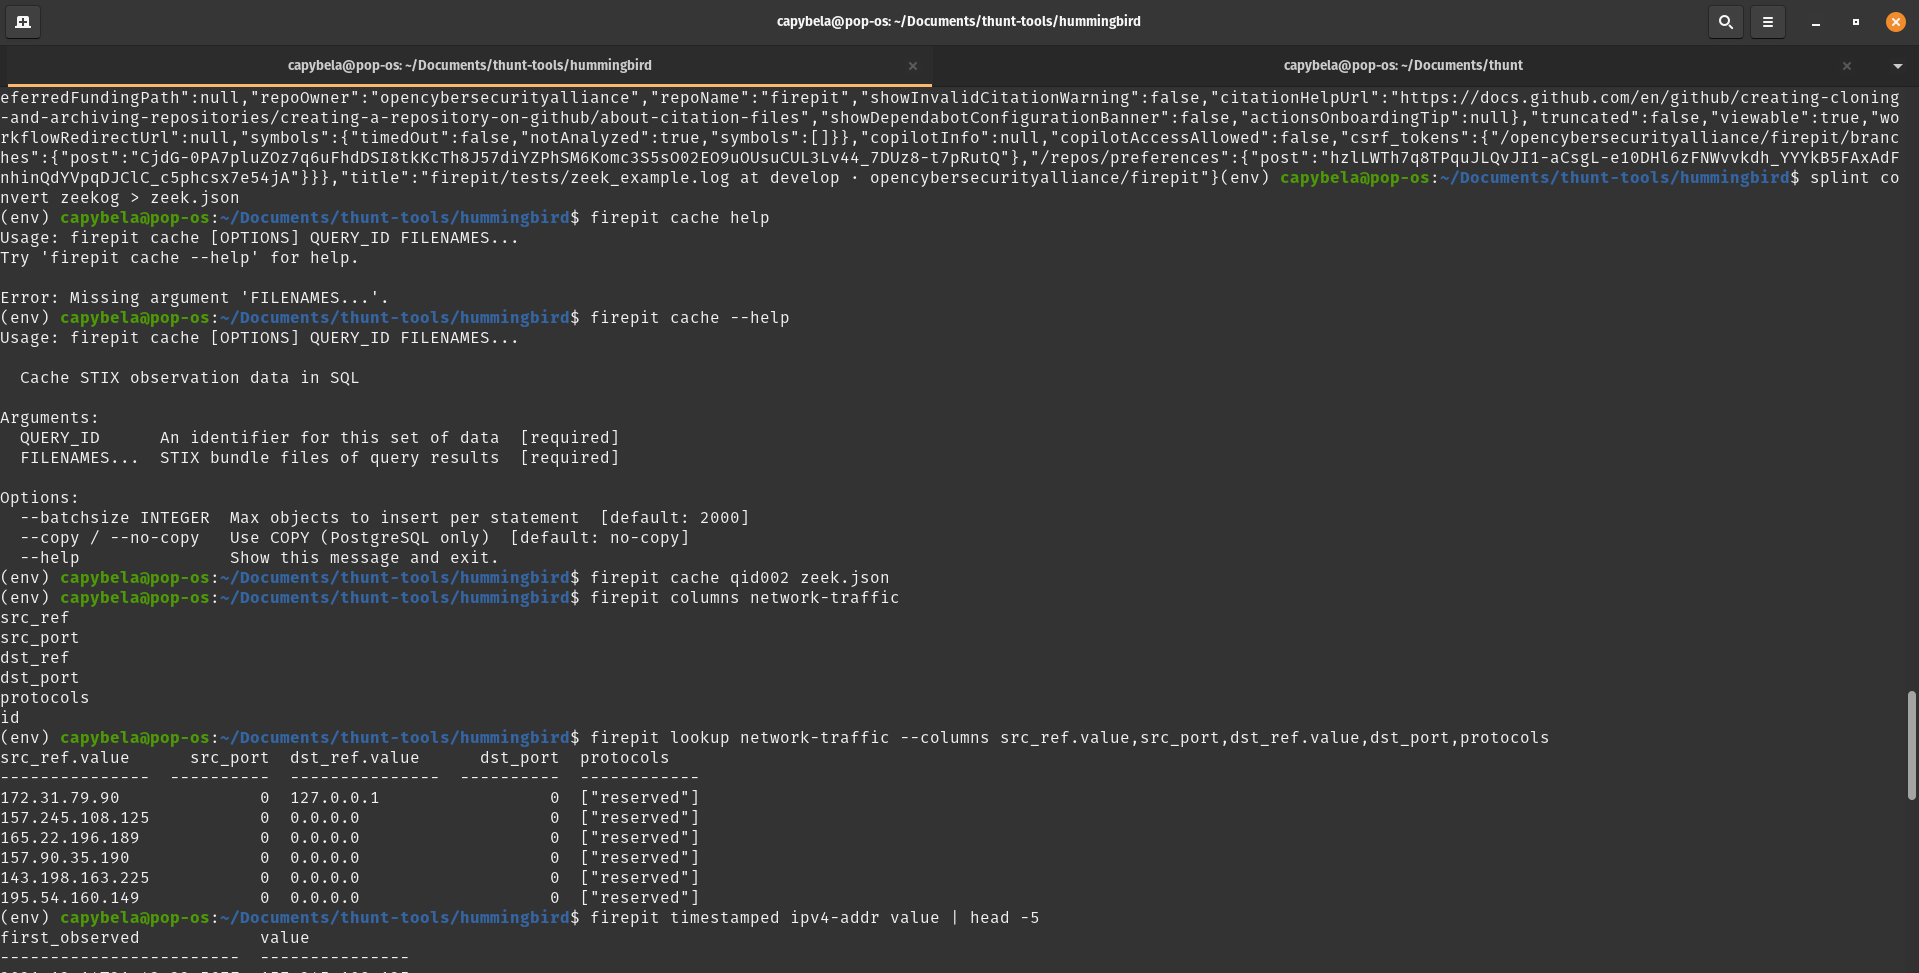 capybela@pop-os: ~/Documents/thunt-tools/hummingbird
capybela@pop-os: ~/Documents/thunt-tools/hummingbird
capybela@pop-os: ~/Documents/thunt
eferredFundingPath":null,"repoOwner":"opencybersecurityalliance","repoName":"firepit","showInvalidCitationWarning":false,"citationHelpUrl":"https://docs.github.com/en/github/creating-cloning
-and-archiving-repositories/creating-a-repository-on-github/about-citation-files","showDependabotConfigurationBanner":false,"actionsOnboardingTip":null},"truncated":false,"viewable":true,"wo
rkflowRedirectUrl":null,"symbols":{"timedOut":false,"notAnalyzed":true,"symbols":[]}},"copilotInfo":null,"copilotAccessAllowed":false,"csrf_tokens":{"/opencybersecurityalliance/firepit/branc
hes":{"post":"CjdG-0PA7pluZOz7q6uFhdDSI8tkKcTh8J57diYZPhSM6Komc3S5sO02EO9uOUsuCUL3Lv44_7DUz8-t7pRutQ"},"/repos/preferences":{"post":"hzlLWTh7q8TPquJLQvJI1-aCsgL-e10DHl6zFNWvvkdh_YYYkB5FAxAdF
nhinQdYVpqDJClC_c5phcsx7e54jA"}}},"title":"firepit/tests/zeek_example.log at develop · opencybersecurityalliance/firepit"}(env) capybela@pop-os:~/Documents/thunt-tools/hummingbird$ splint co
nvert zeekog > zeek.json
(env) capybela@pop-os:~/Documents/thunt-tools/hummingbird$ firepit cache help
Usage: firepit cache [OPTIONS] QUERY_ID FILENAMES...
Try 'firepit cache --help' for help.
Error: Missing argument 'FILENAMES...'.
(env) capybela@pop-os:~/Documents/thunt-tools/hummingbird$ firepit cache --help
Usage: firepit cache [OPTIONS] QUERY_ID FILENAMES...
Cache STIX observation data in SQL
Arguments:
QUERY_ID      An identifier for this set of data  [required]
FILENAMES...  STIX bundle files of query results  [required]
Options:
--batchsize INTEGER  Max objects to insert per statement  [default: 2000]
--copy / --no-copy   Use COPY (PostgreSQL only)  [default: no-copy]
--help               Show this message and exit.
(env) capybela@pop-os:~/Documents/thunt-tools/hummingbird$ firepit cache qid002 zeek.json
(env) capybela@pop-os:~/Documents/thunt-tools/hummingbird$ firepit columns network-traffic
src_ref
src_port
dst_ref
dst_port
protocols
id
(env) capybela@pop-os:~/Documents/thunt-tools/hummingbird$ firepit lookup network-traffic --columns src_ref.value,src_port,dst_ref.value,dst_port,protocols
src_ref.value      src_port  dst_ref.value      dst_port  protocols
---------------  ----------  ---------------  ----------  ------------
172.31.79.90              0  127.0.0.1                 0  ["reserved"]
157.245.108.125           0  0.0.0.0                   0  ["reserved"]
165.22.196.189            0  0.0.0.0                   0  ["reserved"]
157.90.35.190             0  0.0.0.0                   0  ["reserved"]
143.198.163.225           0  0.0.0.0                   0  ["reserved"]
195.54.160.149            0  0.0.0.0                   0  ["reserved"]
(env) capybela@pop-os:~/Documents/thunt-tools/hummingbird$ firepit timestamped ipv4-addr value | head -5
first_observed            value
------------------------  ---------------